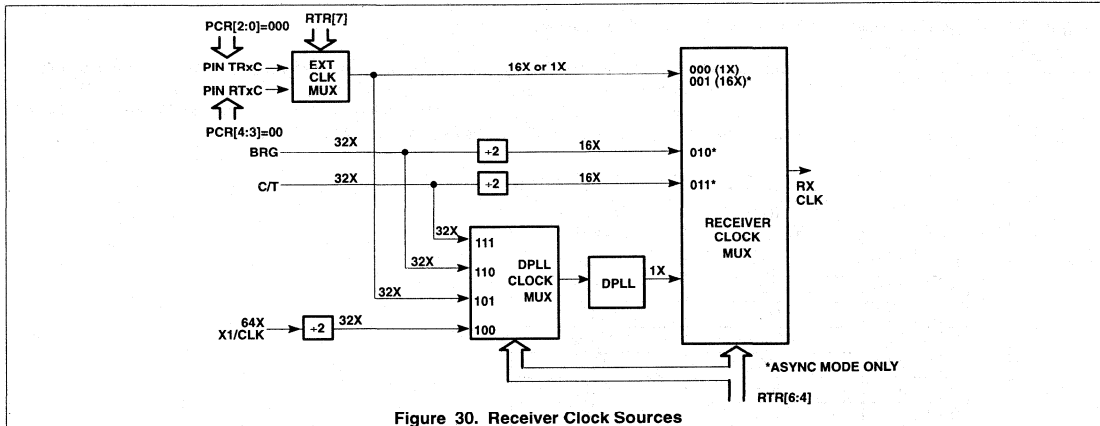 PCR[2:0]=000
RTR[7]
PIN TRxC
PIN RTxC
EXT
CLK
MUX
PCR[4:3]=00
16X or 1X
000 (1X)
001 (16X)*
BRG
32X
÷2
16X
010*
C/T
32X
÷2
16X
011*
RX
CLK
RECEIVER
CLOCK
MUX
32X
111
32X
110
32X
101
64X
X1/CLK
÷2
32X
100
DPLL
CLOCK
MUX
DPLL
1X
*ASYNC MODE ONLY
RTR[6:4]
Figure 30. Receiver Clock Sources